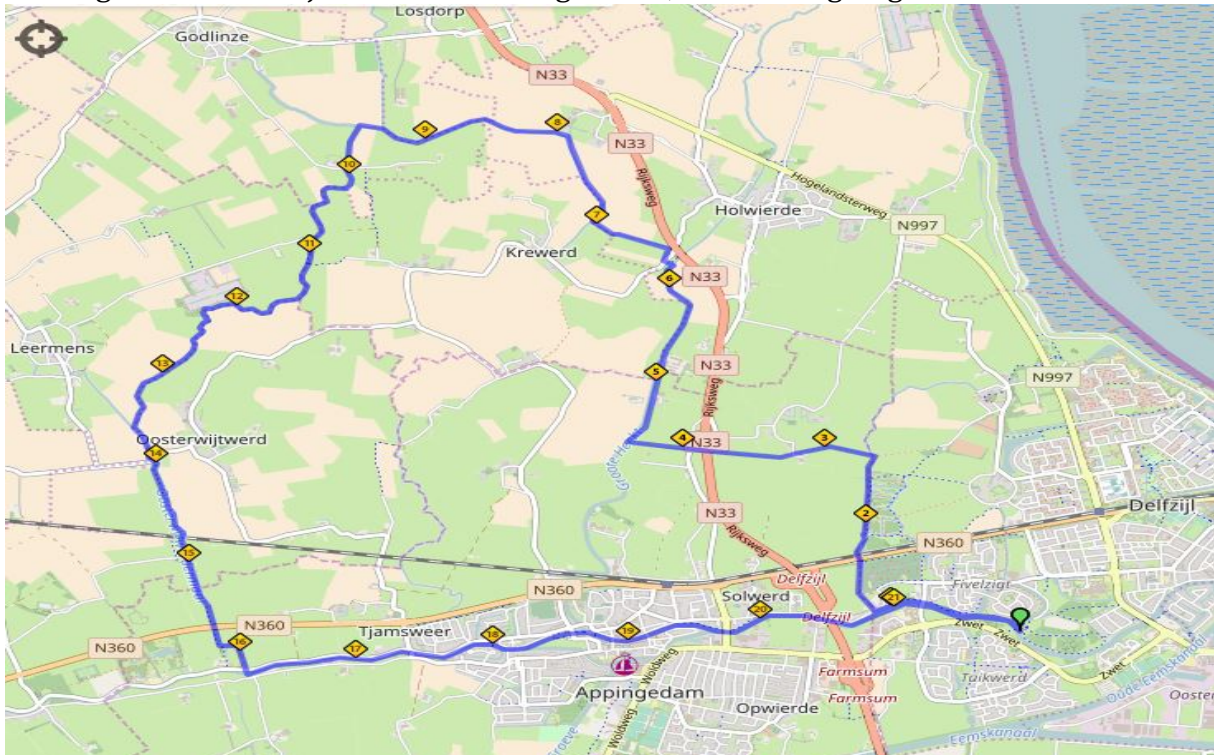 Losdorp
Godlinze
N33
8
9
N33
10
Rijksweg
Hogelandsterweg
7
Holwierde
N997
11
Krewerd
6
N33
12
Leermens
13
5
N33
N997
Rijksweg
Oosterwijtwerd
4
N33
3
14
Delfzijl
2
N33
Rijksweg
15
N360
Fivelzigt
N360
Delfzijl
21
Solwerd
20
Delfzijl
N360
Tjamsweer
18
19
Zwet
Zwet
N360
16
17
Woldweg
Farmsum
Tuikwerd
Appingedam
Farmsum
Oude Eemskanaal
Opwierde
Woldweg
Eemskanaal